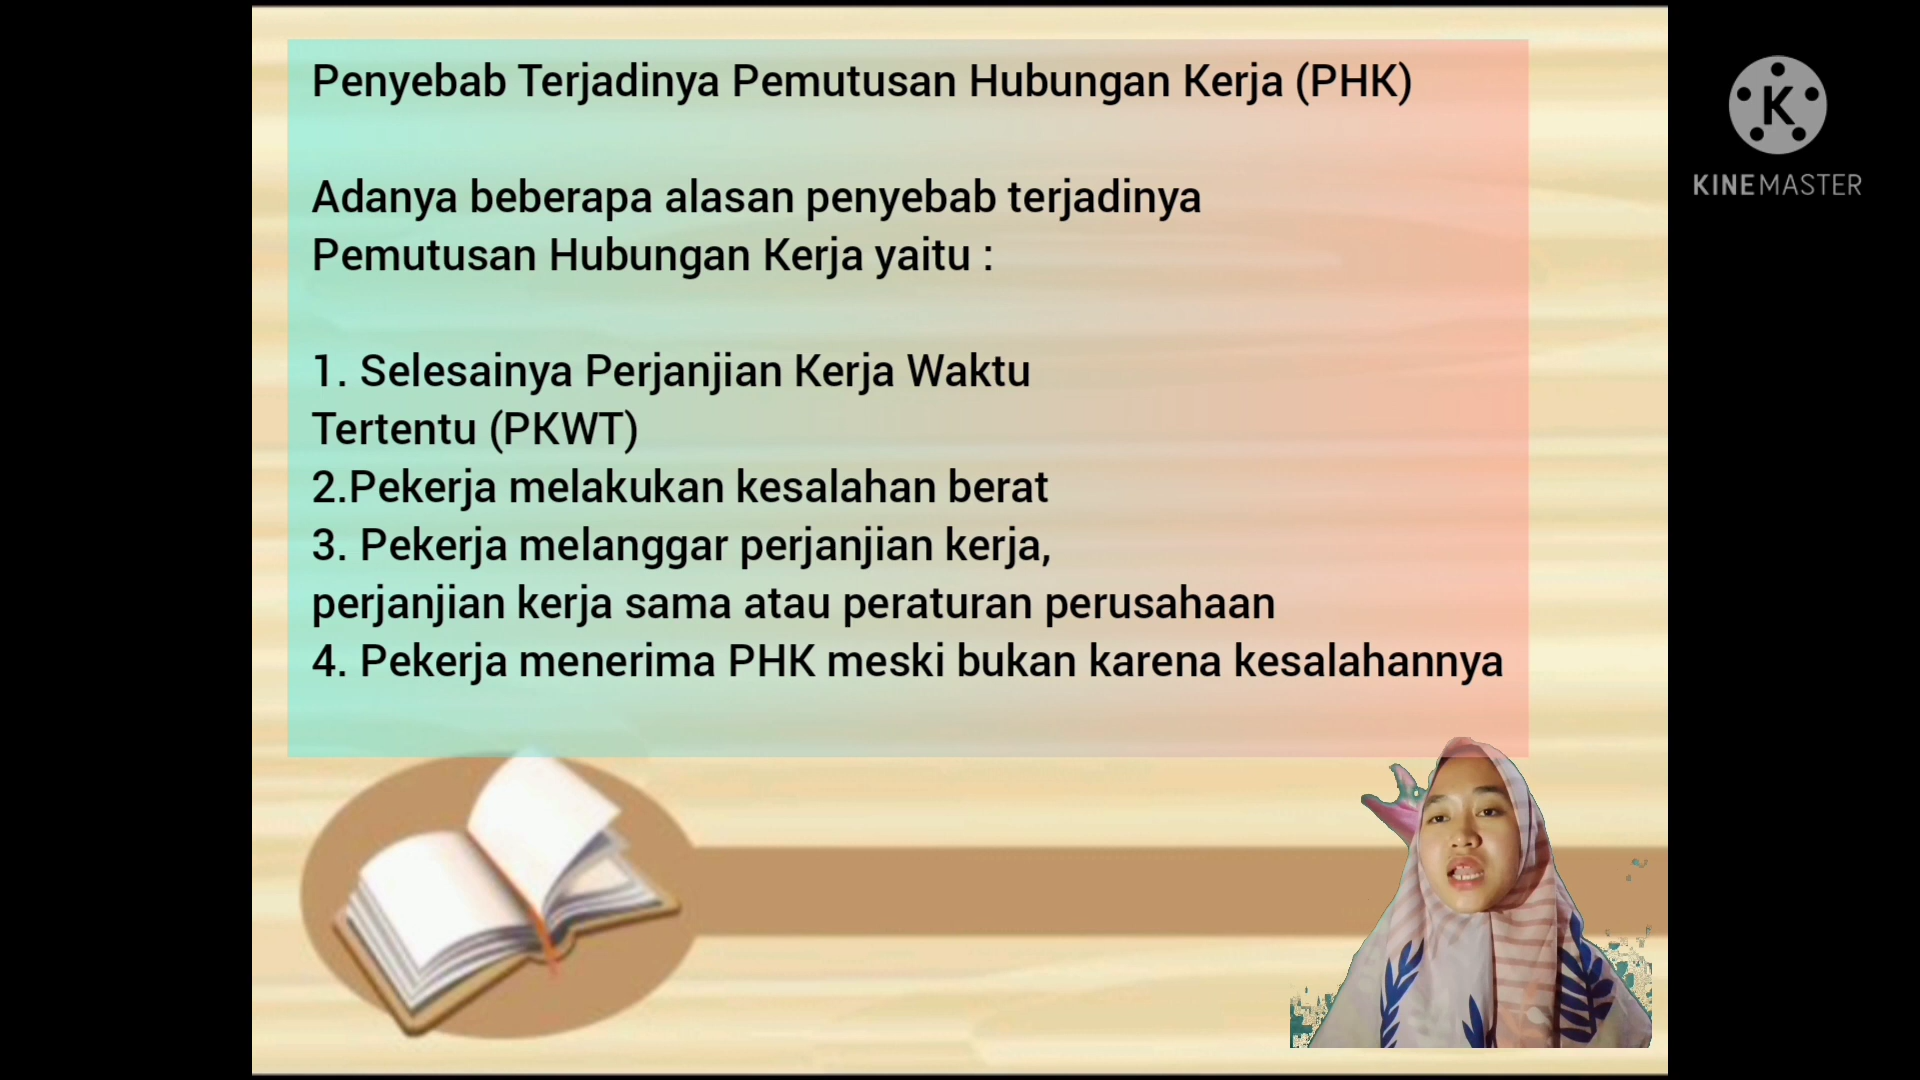 Penyebab Terjadinya Pemutusan Hubungan Kerja (PHK)
Adanya beberapa alasan penyebab terjadinya
Pemutusan Hubungan Kerja yaitu :
1. Selesainya Perjanjian Kerja Waktu
Tertentu (PKWT)
2.Pekerja melakukan kesalahan berat
3. Pekerja melanggar perjanjian kerja,
perjanjian kerja sama atau peraturan perusahaan
4. Pekerja menerima PHK meski bukan karena kesalahannya
K
KINEMASTER